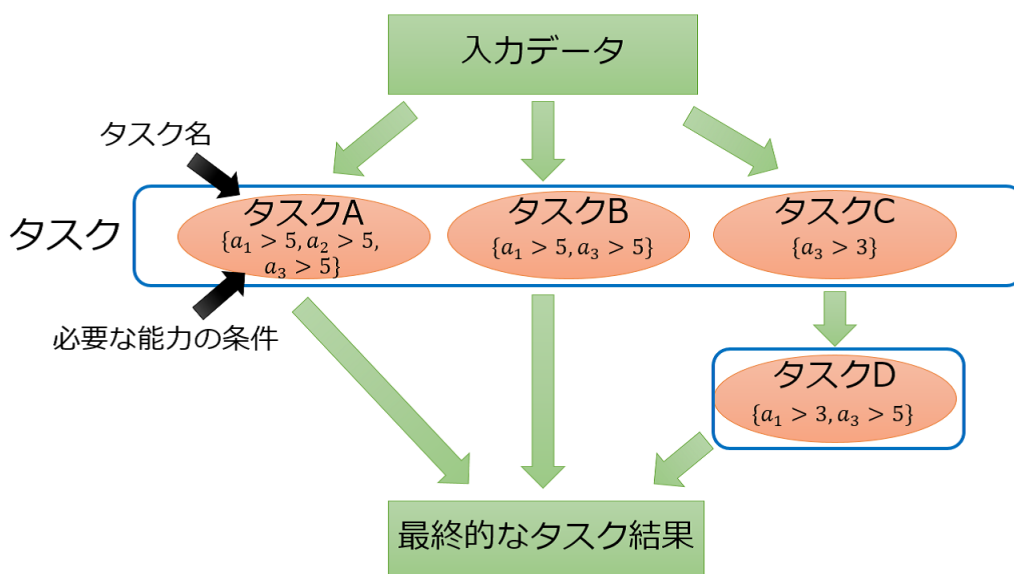 入力データ
タスク名
タスク
タスクA
{a₁ > 5, a₂ > 5,
a₃ > 5}
タスクB
{a₁ > 5, a₃ > 5}
タスクC
{a₃ > 3}
必要な能力の条件
タスクD
{a₁ > 3, a₃ > 5}
最終的なタスク結果